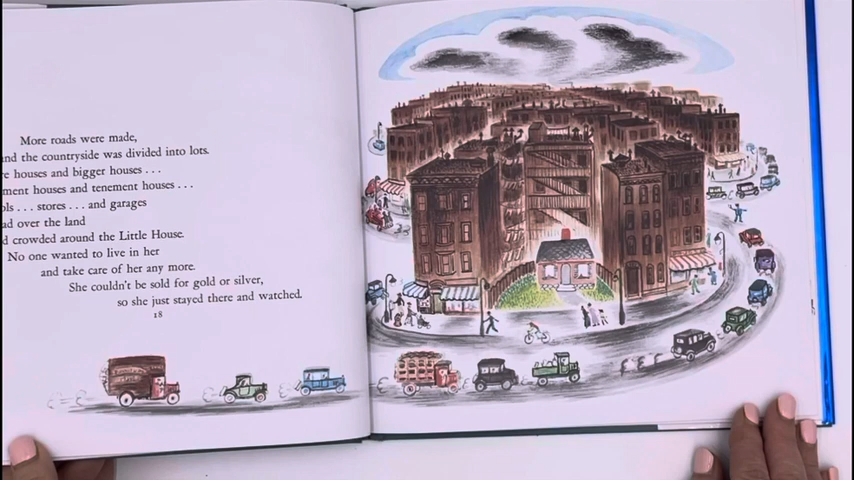 More roads were made,
and the countryside was divided into lots.
houses and bigger houses . . .
ment houses and tenement houses . . .
ols . . . stores . . . and garages
ad over the land
d crowded around the Little House.
No one wanted to live in her
and take care of her any more.
She couldn't be sold for gold or silver,
so she just stayed there and watched.
18